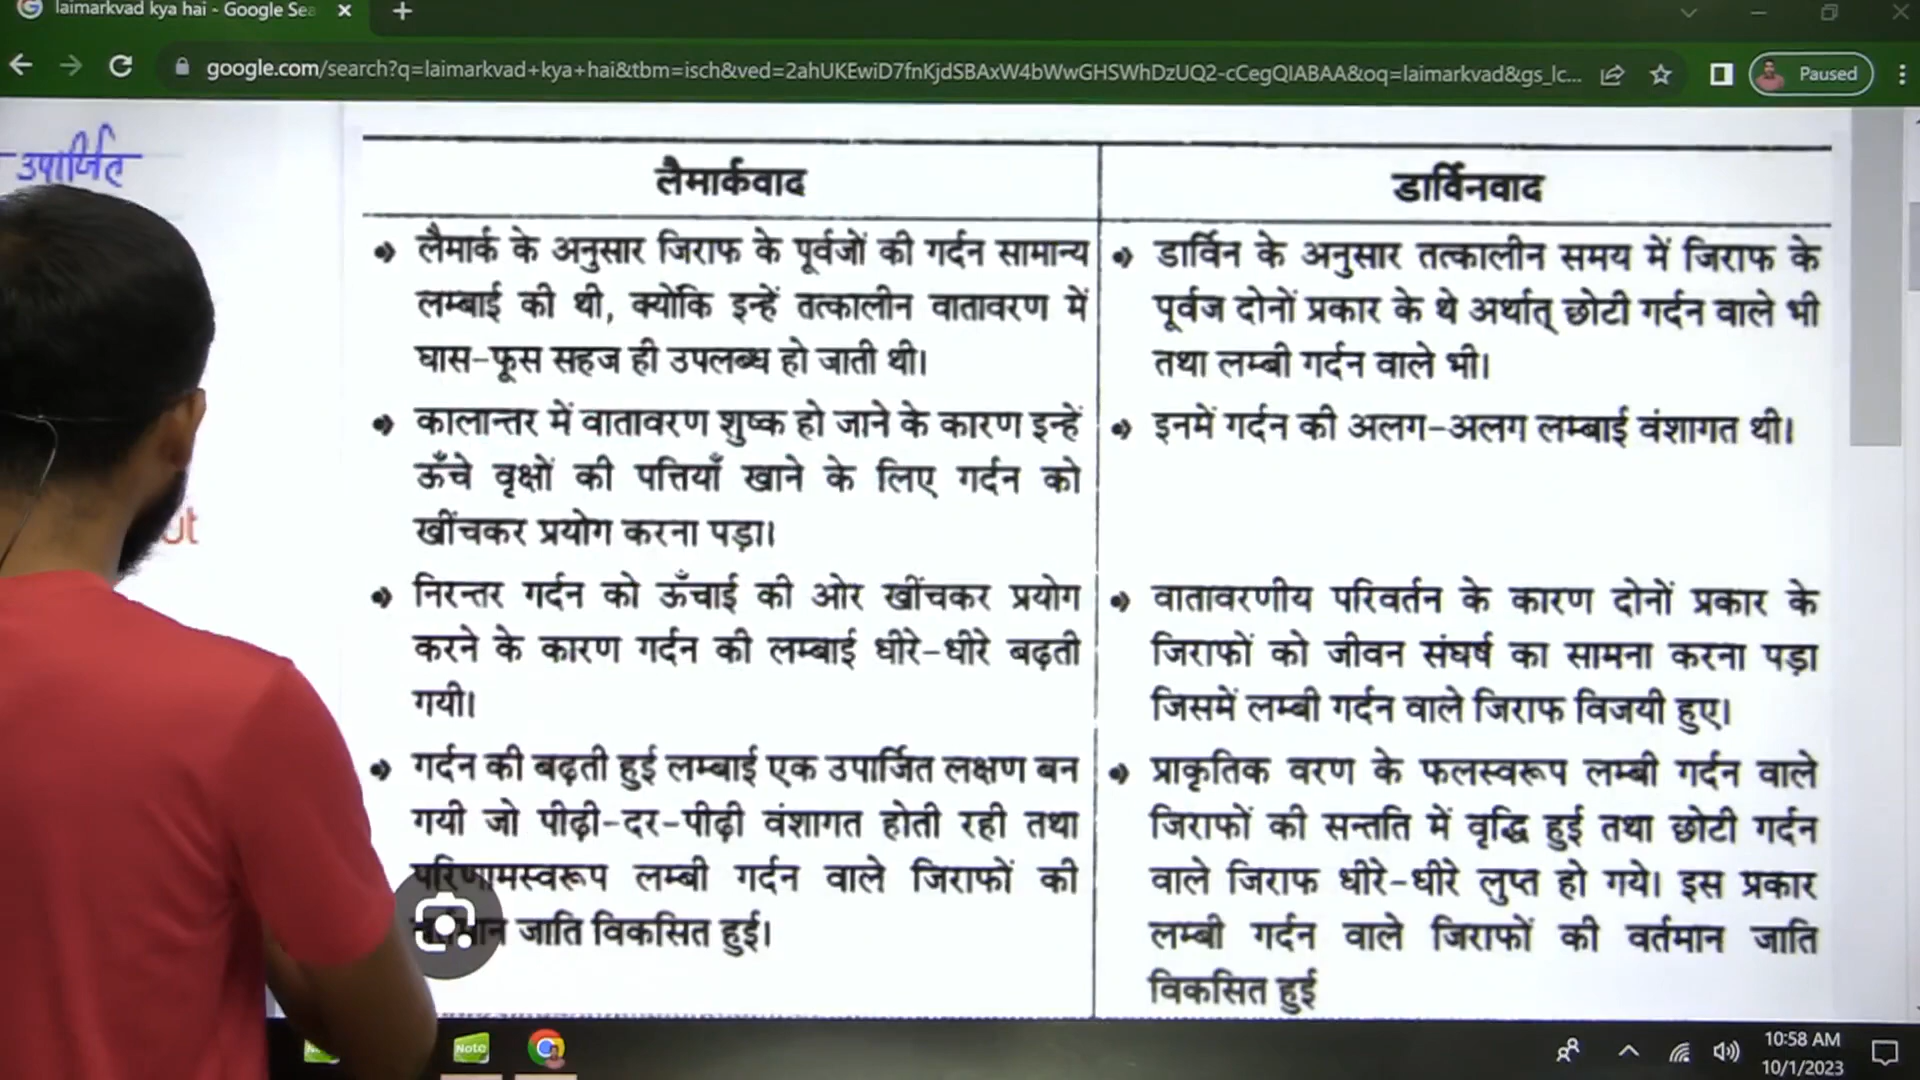 laimarkvad kya hai - Google Sea
google.com/search?q=laimarkvad+kya+hai&tbm=isch&ved=2ahUKEwiD7fnKjdSBAxW4bWwGHSWhDzUQ2-cCegQIABAA&oq=laimarkvad&gs_lc...
Paused
उपार्जित
लैमार्कवाद
लैमार्क के अनुसार जिराफ के पूर्वजों की गर्दन सामान्य
लम्बाई की थी, क्योंकि इन्हें तत्कालीन वातावरण में
घास-फूस सहज ही उपलब्ध हो जाती थी।
कालान्तर में वातावरण शुष्क हो जाने के कारण इन्हें
ऊँचे वृक्षों की पत्तियाँ खाने के लिए गर्दन को
खींचकर प्रयोग करना पड़ा।
निरन्तर गर्दन को ऊँचाई की ओर खींचकर प्रयोग
करने के कारण गर्दन की लम्बाई धीरे-धीरे बढ़ती
गयी।
गर्दन की बढ़ती हुई लम्बाई एक उपार्जित लक्षण बन
गयी जो पीढ़ी-दर-पीढ़ी वंशागत होती रही तथा
परिणामस्वरूप लम्बी गर्दन वाले जिराफों की
जाति विकसित हुई।
डार्विनवाद
डार्विन के अनुसार तत्कालीन समय में जिराफ के
पूर्वज दोनों प्रकार के थे अर्थात् छोटी गर्दन वाले भी
तथा लम्बी गर्दन वाले भी।
इनमें गर्दन की अलग-अलग लम्बाई वंशागत थी।
वातावरणीय परिवर्तन के कारण दोनों प्रकार के
जिराफों को जीवन संघर्ष का सामना करना पड़ा
जिसमें लम्बी गर्दन वाले जिराफ विजयी हुए।
प्राकृतिक वरण के फलस्वरूप लम्बी गर्दन वाले
जिराफों की सन्तति में वृद्धि हुई तथा छोटी गर्दन
वाले जिराफ धीरे-धीरे लुप्त हो गये। इस प्रकार
लम्बी गर्दन वाले जिराफों की वर्तमान जाति
विकसित हुई
Note
10:58 AM
10/1/2023